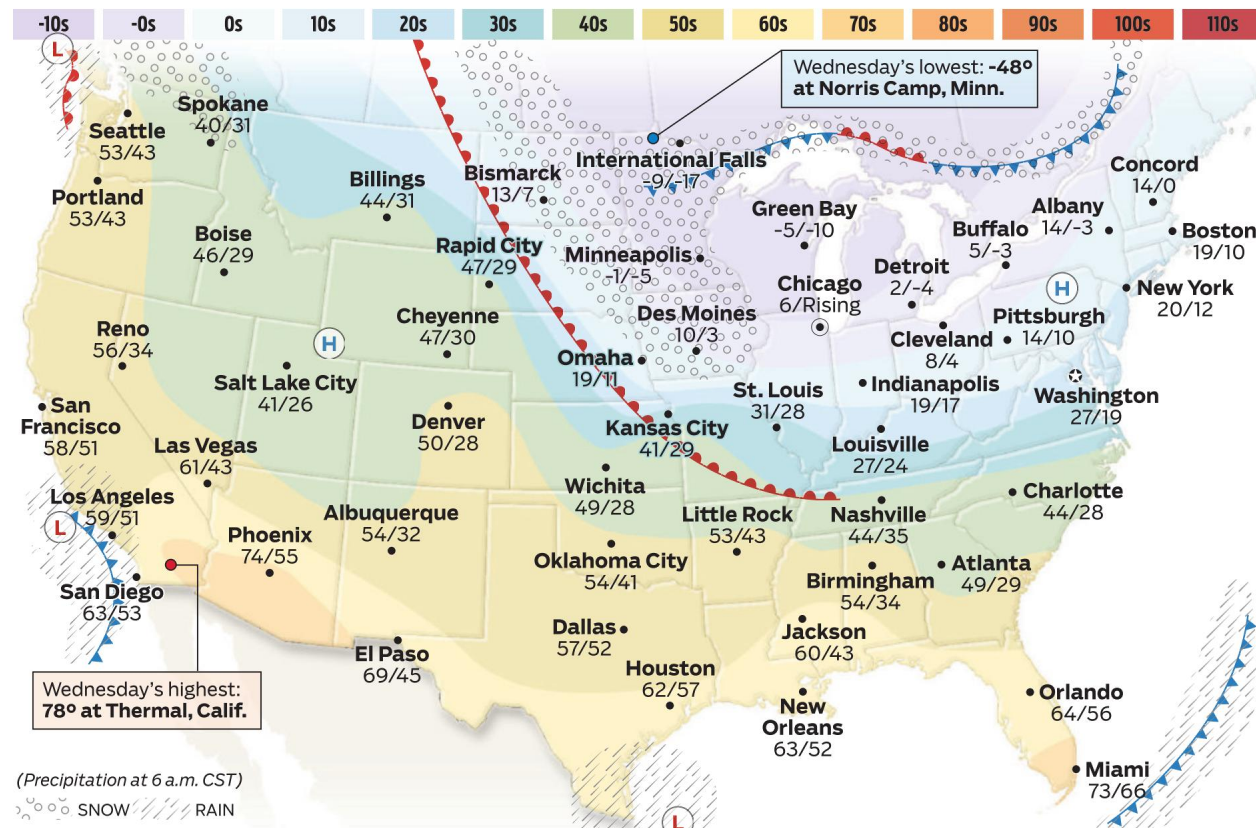 -10s -0s 0s 10s 20s 30s 40s 50s 60s 70s 80s 90s 100s 110s
L
Wednesday's lowest: -48º
at Norris Camp, Minn.
Seattle
53/43
Spokane
40/31
Portland
53/43
Boise
46/29
Billings
44/31
Bismarck
13/7
Rapid City
47/29
International Falls
-9/-17
Minneapolis
-1/-5
Green Bay
-5/-10
Chicago
6/Rising
Detroit
2/-4
Buffalo
5/-3
Albany
14/-3
Concord
14/0
Boston
19/10
H
New York
20/12
Pittsburgh
14/10
Cleveland
8/4
Reno
56/34
H
Salt Lake City
41/26
Cheyenne
47/30
Omaha
19/11
Des Moines
10/3
St. Louis
31/28
Indianapolis
19/17
Washington
27/19
San
Francisco
58/51
Las Vegas
61/43
Denver
50/28
Kansas City
41/29
Louisville
27/24
Los Angeles
59/51
L
San Diego
63/53
Phoenix
74/55
Albuquerque
54/32
Wichita
49/28
Oklahoma City
54/41
Little Rock
53/43
Nashville
44/35
Charlotte
44/28
Birmingham
54/34
Atlanta
49/29
El Paso
69/45
Dallas
57/52
Houston
62/57
Jackson
60/43
New
Orleans
63/52
Orlando
64/56
Miami
73/66
Wednesday's highest:
78º at Thermal, Calif.
(Precipitation at 6 a.m. CST)
SNOW RAIN
L